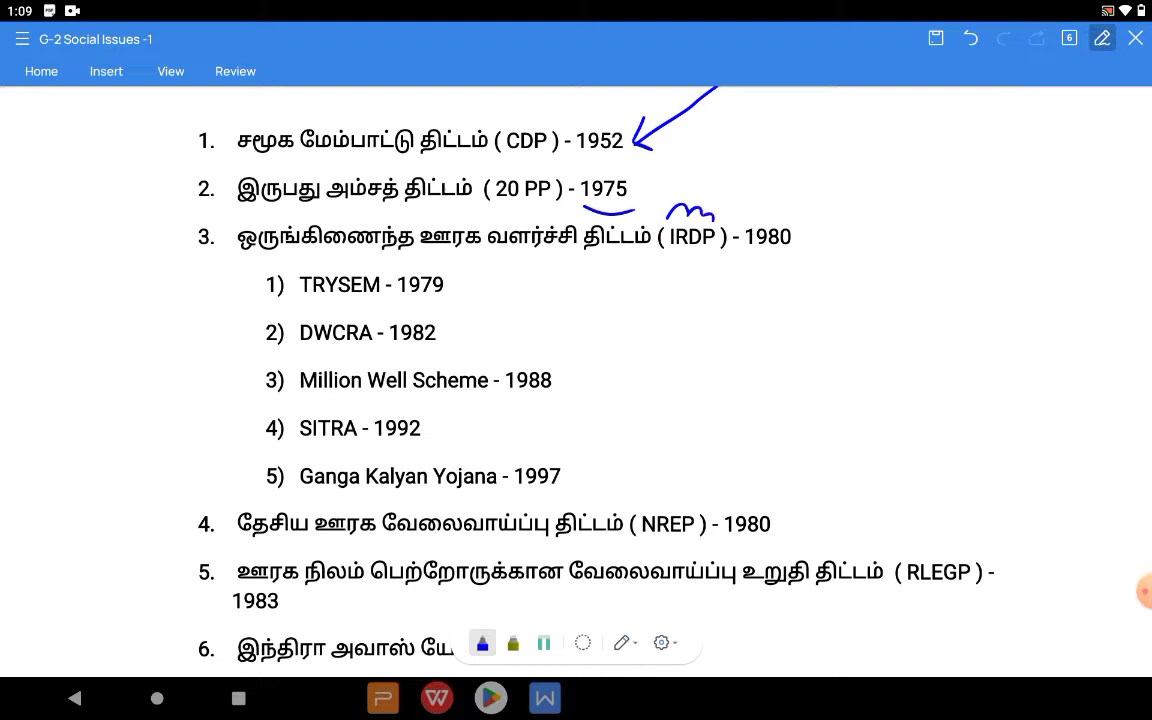 1:09
G-2 Social Issues -1
6
Home Insert View Review
1. சமூக மேம்பாட்டு திட்டம் ( CDP ) - 1952
2. இருபது அம்சத் திட்டம் ( 20 PP ) - 1975
3. ஒருங்கிணைந்த ஊரக வளர்ச்சி திட்டம் ( IRDP ) - 1980
1) TRYSEM - 1979
2) DWCRA - 1982
3) Million Well Scheme - 1988
4) SITRA - 1992
5) Ganga Kalyan Yojana - 1997
4. தேசிய ஊரக வேலைவாய்ப்பு திட்டம் ( NREP ) - 1980
5. ஊரக நிலம் பெற்றோருக்கான வேலைவாய்ப்பு உறுதி திட்டம் ( RLEGP ) -
1983
6. இந்திரா அவாஸ் யோ